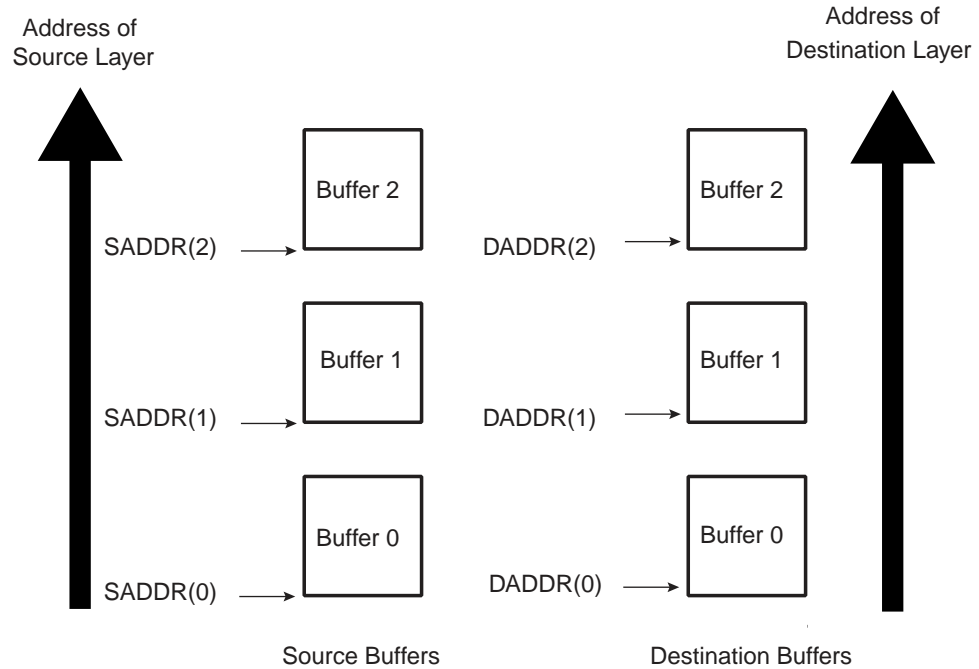 Address of
Source Layer
Address of
Destination Layer
Buffer 2
Buffer 2
SADDR(2)
DADDR(2)
Buffer 1
Buffer 1
SADDR(1)
DADDR(1)
Buffer 0
Buffer 0
SADDR(0)
DADDR(0)
Source Buffers
Destination Buffers